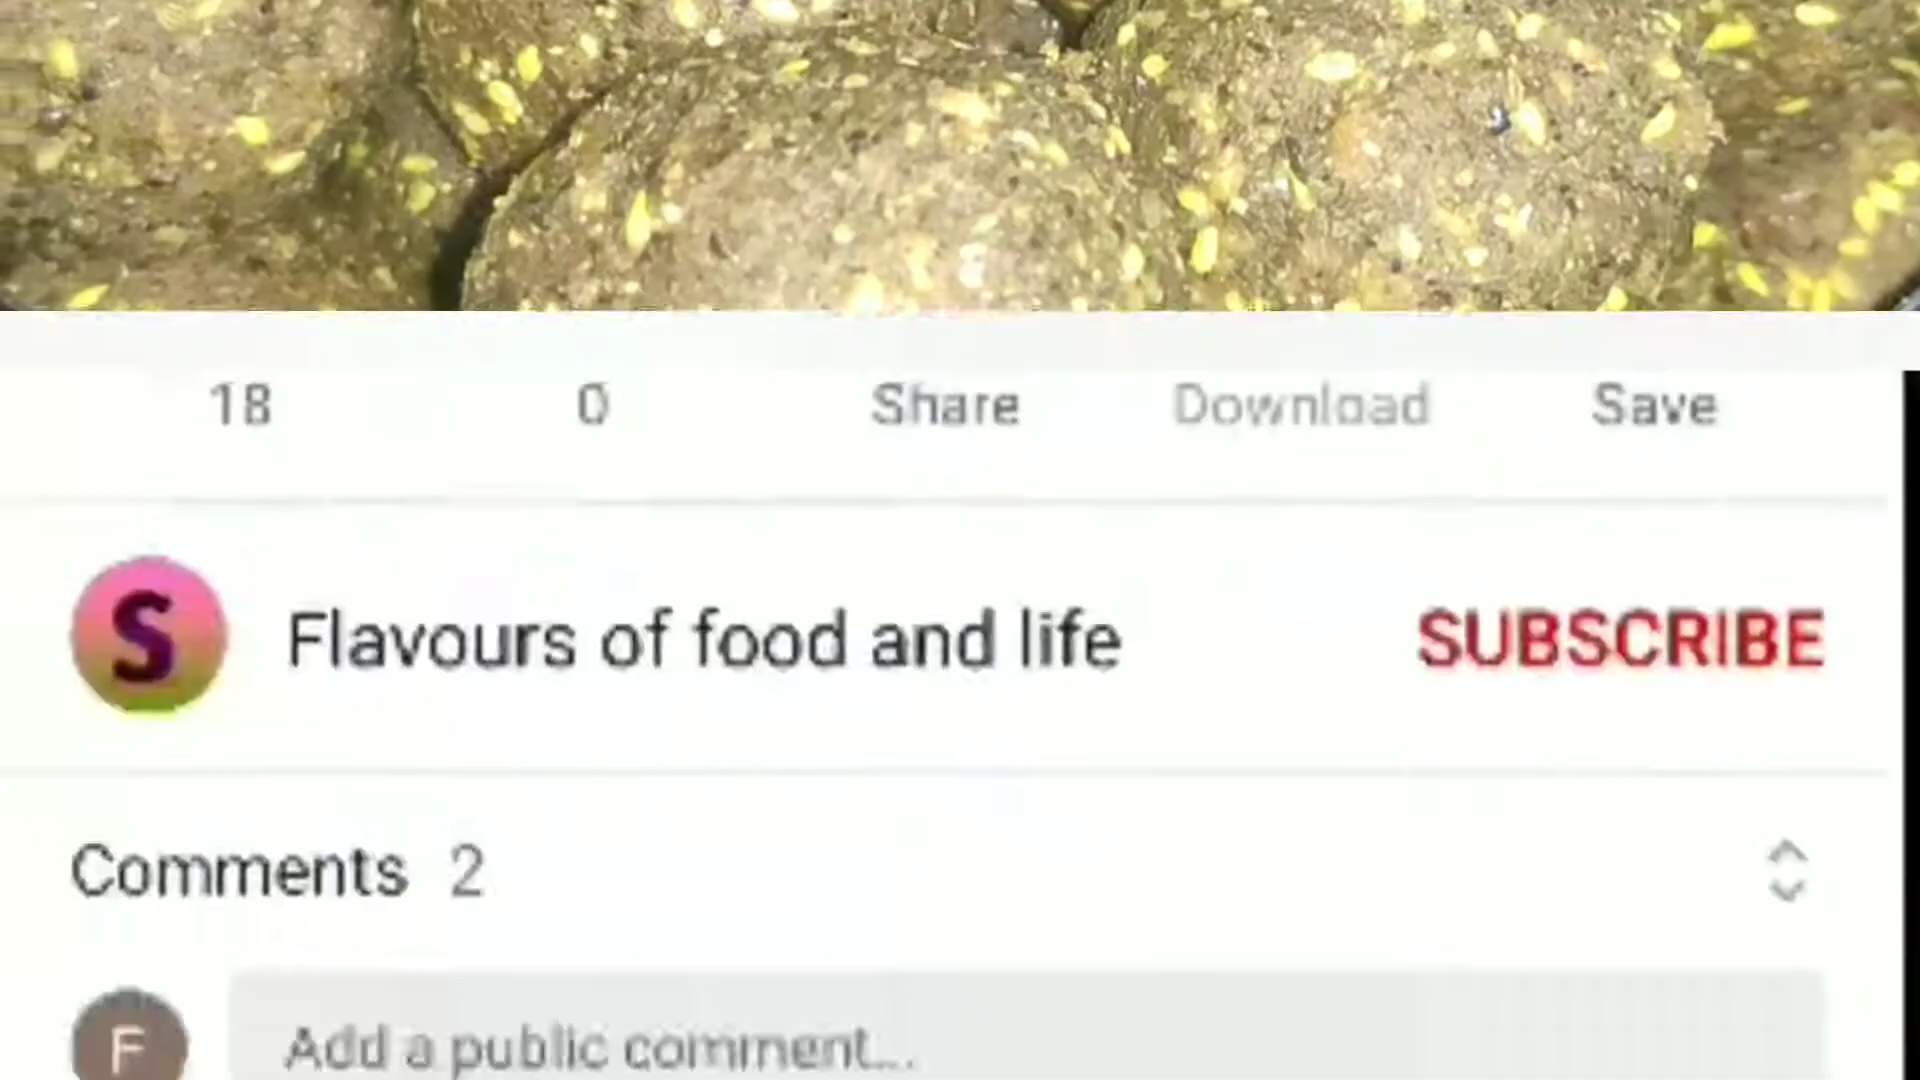 18 0 Share Download Save
S Flavours of food and life SUBSCRIBE
Comments 2
F Add a public comment...